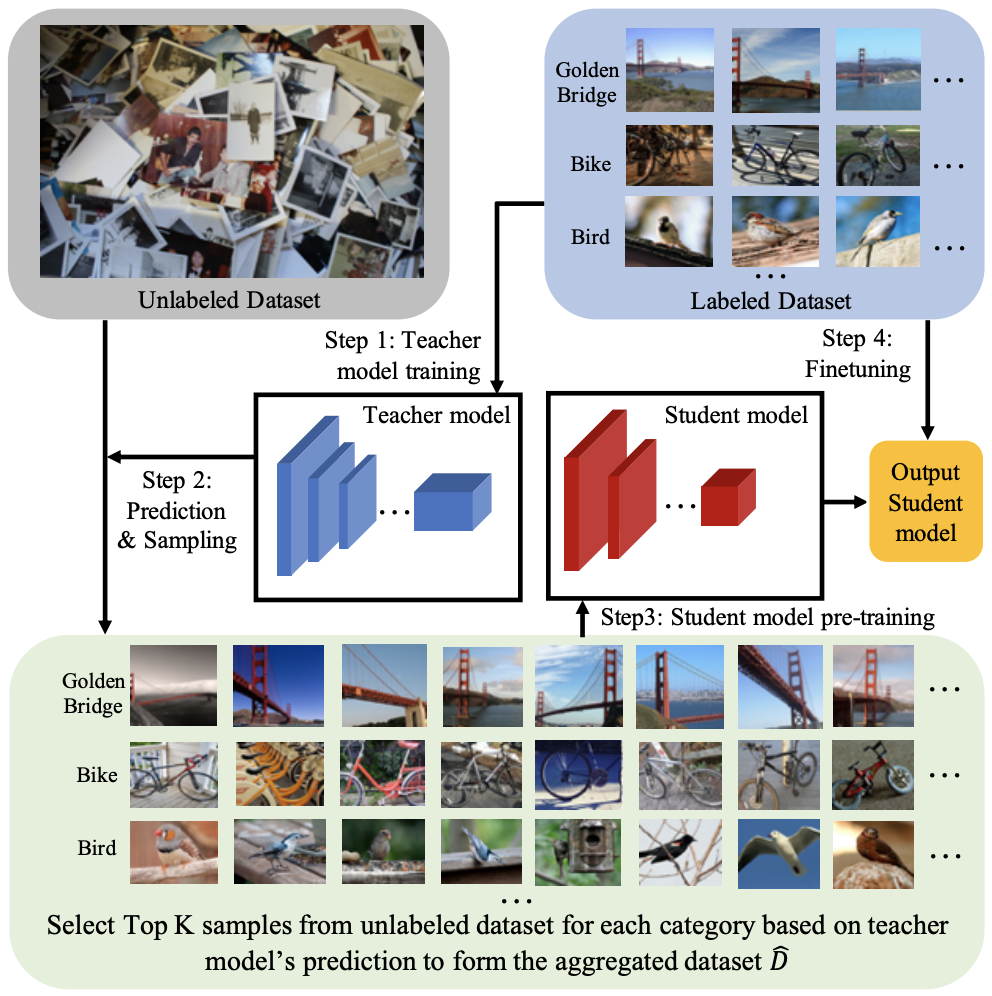 Unlabeled Dataset
Golden
Bridge
...
Bike
...
Bird
...
...
Labeled Dataset
Step 1: Teacher
model training
Step 4:
Finetuning
Teacher model
...
Student model
...
Step 2:
Prediction
& Sampling
Output
Student
model
Step3: Student model pre-training
Golden
Bridge
...
Bike
...
Bird
...
...
Select Top K samples from unlabeled dataset for each category based on teacher
model's prediction to form the aggregated dataset D̂